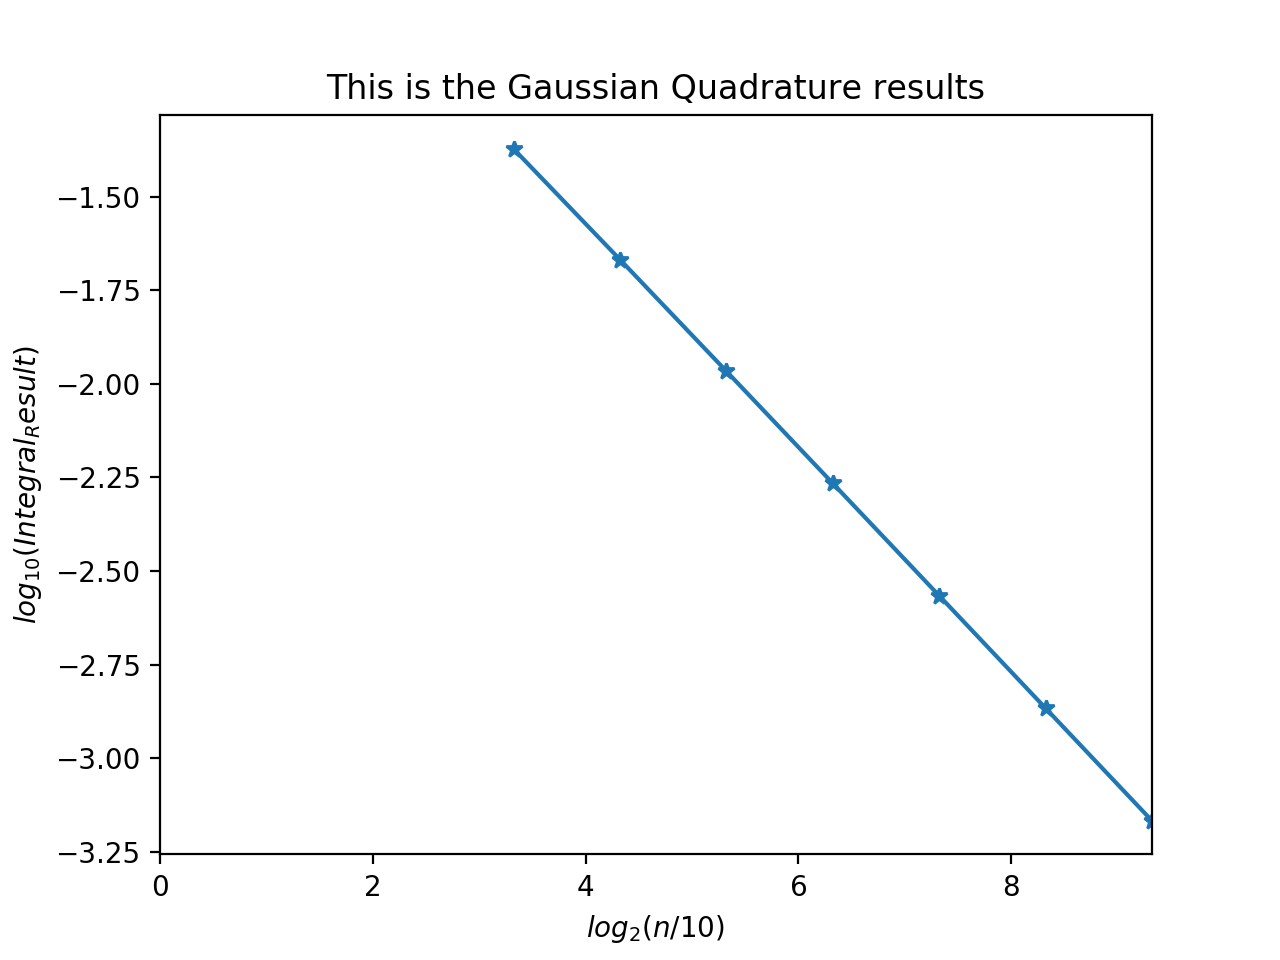 This is the Gaussian Quadrature results
−1.50
−1.75
−2.00
−2.25
−2.50
−2.75
−3.00
−3.25
log₁₀(Integral_Result)
0 2 4 6 8
log₂(n/10)